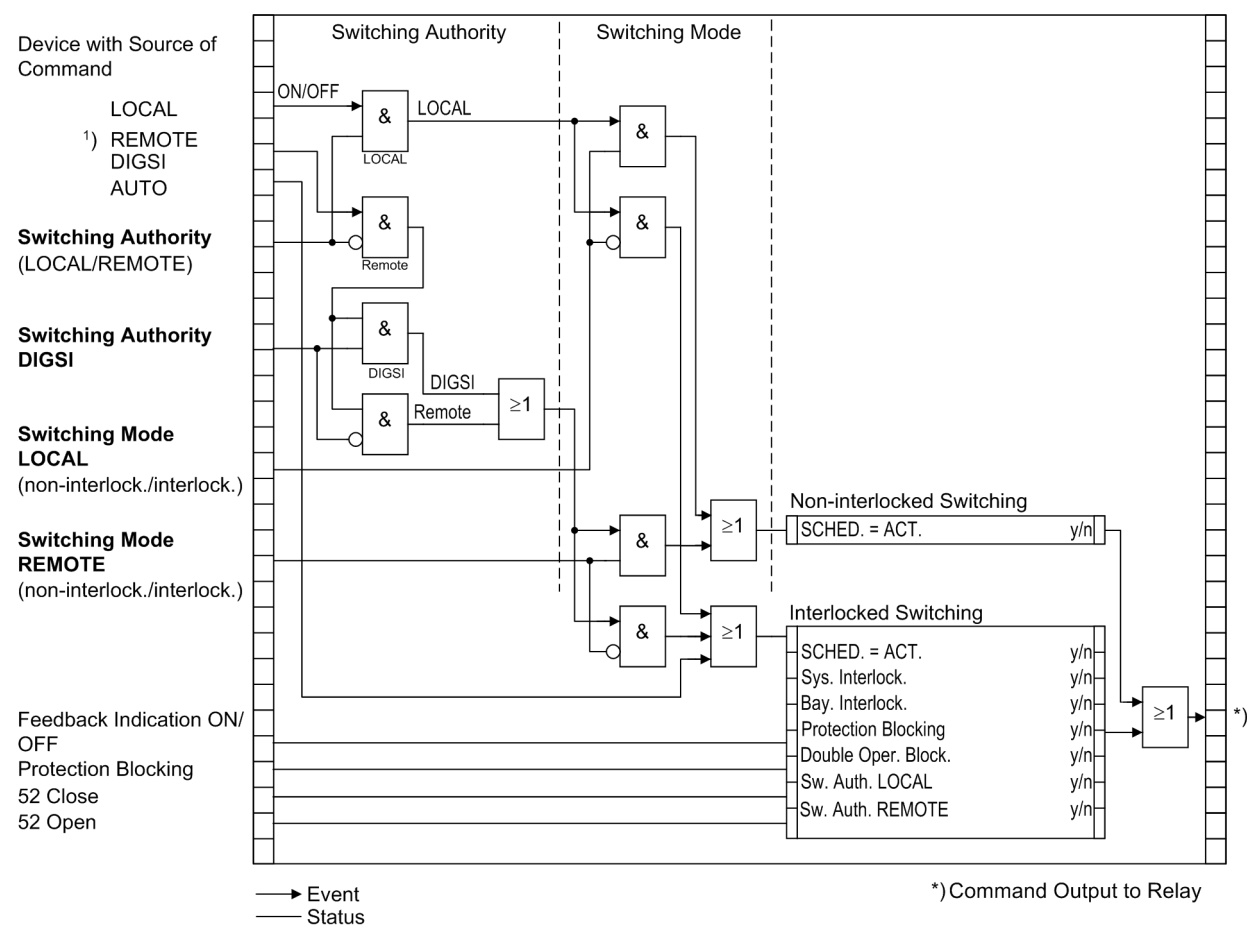 Switching Authority
Switching Mode
Device with Source of
Command
LOCAL
¹) REMOTE
DIGSI
AUTO
ON/OFF
&
LOCAL
LOCAL
&
&
Remote
&
Switching Authority
(LOCAL/REMOTE)
Switching Authority
DIGSI
&
DIGSI
DIGSI
&
Remote
≥1
Switching Mode
LOCAL
(non-interlock./interlock.)
Switching Mode
REMOTE
(non-interlock./interlock.)
&
≥1
&
≥1
Non-interlocked Switching
SCHED. = ACT. y/n
Interlocked Switching
SCHED. = ACT. y/n
Sys. Interlock. y/n
Bay. Interlock. y/n
Protection Blocking y/n
Double Oper. Block. y/n
Sw. Auth. LOCAL y/n
Sw. Auth. REMOTE y/n
≥1
*)
Feedback Indication ON/
OFF
Protection Blocking
52 Close
52 Open
Event
Status
*) Command Output to Relay